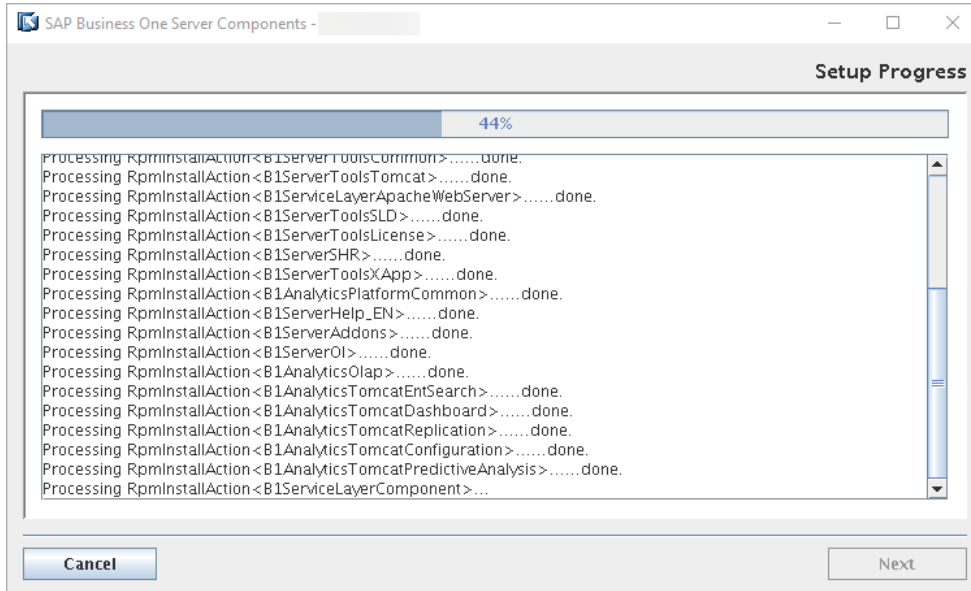 SAP Business One Server Components -
Setup Progress
44%
Processing RpmInstallAction<B1ServerToolsCommon>......done.
Processing RpmInstallAction<B1ServerToolsTomcat>......done.
Processing RpmInstallAction<B1ServiceLayerApacheWebServer>......done.
Processing RpmInstallAction<B1ServerToolsSLD>......done.
Processing RpmInstallAction<B1ServerToolsLicense>......done.
Processing RpmInstallAction<B1ServerSHR>......done.
Processing RpmInstallAction<B1ServerToolsXApp>......done.
Processing RpmInstallAction<B1AnalyticsPlatformCommon>......done.
Processing RpmInstallAction<B1ServerHelp_EN>......done.
Processing RpmInstallAction<B1ServerAddons>......done.
Processing RpmInstallAction<B1ServerOI>......done.
Processing RpmInstallAction<B1AnalyticsOlap>......done.
Processing RpmInstallAction<B1AnalyticsTomcatEntSearch>......done.
Processing RpmInstallAction<B1AnalyticsTomcatDashboard>......done.
Processing RpmInstallAction<B1AnalyticsTomcatReplication>......done.
Processing RpmInstallAction<B1AnalyticsTomcatConfiguration>......done.
Processing RpmInstallAction<B1AnalyticsTomcatPredictiveAnalysis>......done.
Processing RpmInstallAction<B1ServiceLayerComponent>...
Cancel
Next